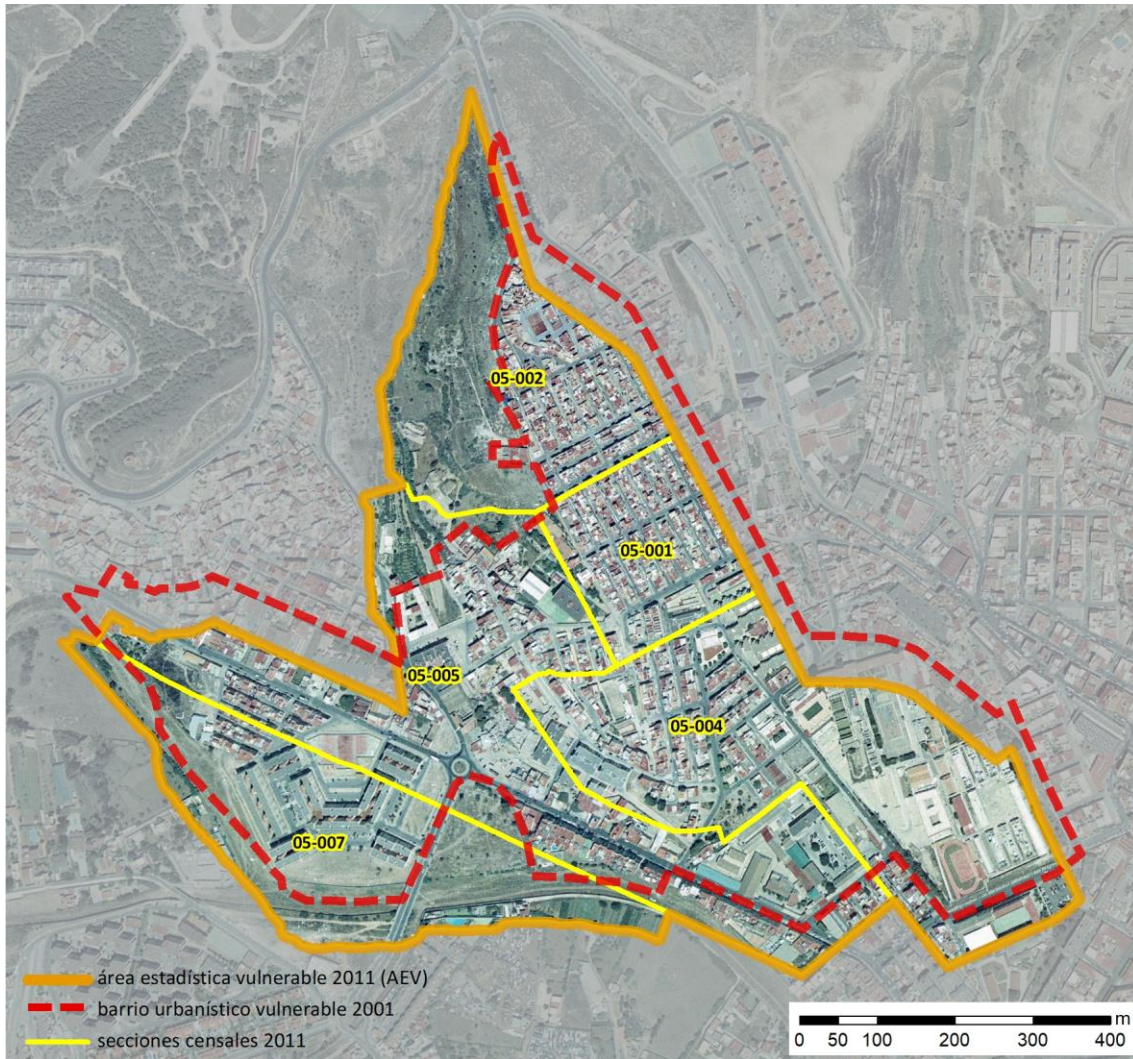 05-002
05-001
05-005
05-004
05-007
área estadística vulnerable 2011 (AEV)
barrio urbanístico vulnerable 2001
secciones censales 2011
m
0 50 100 200 300 400